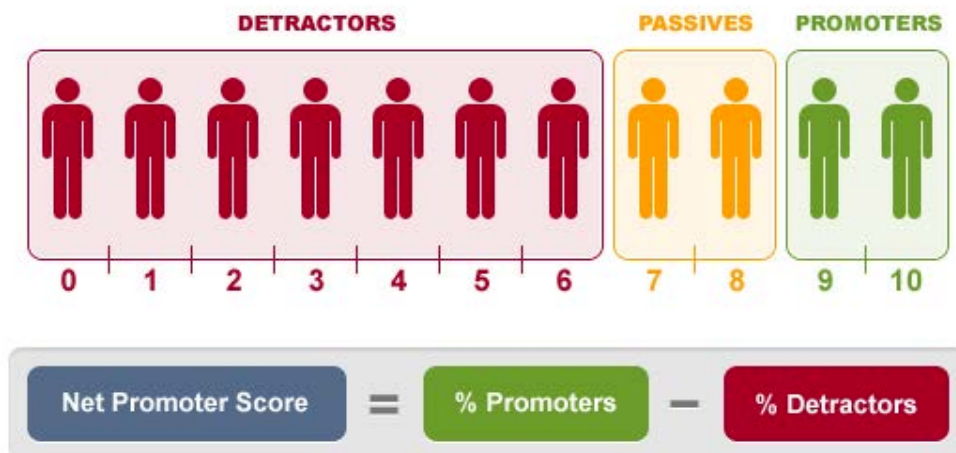 DETRACTORS PASSIVES PROMOTERS
0 1 2 3 4 5 6 7 8 9 10
Net Promoter Score = % Promoters − % Detractors